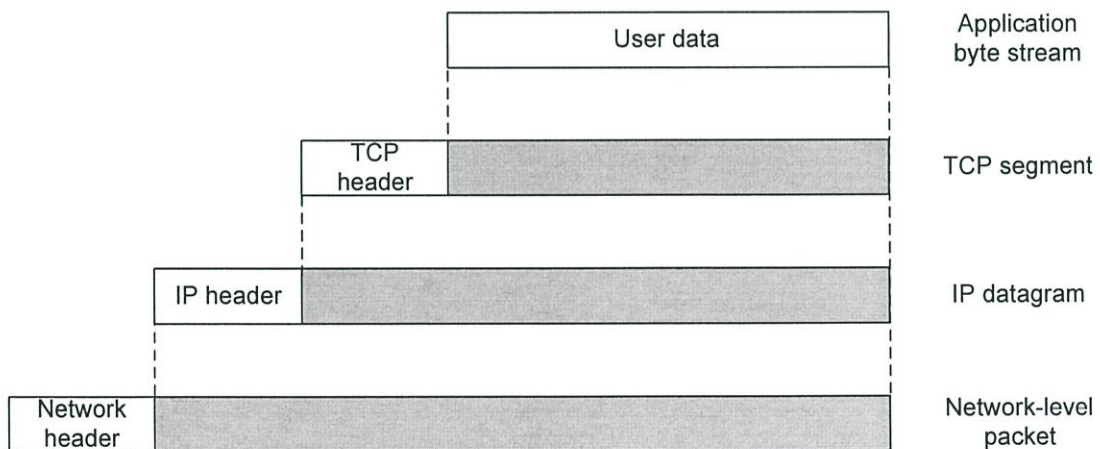 User data
Application
byte stream
TCP
header
TCP segment
IP header
IP datagram
Network
header
Network-level
packet